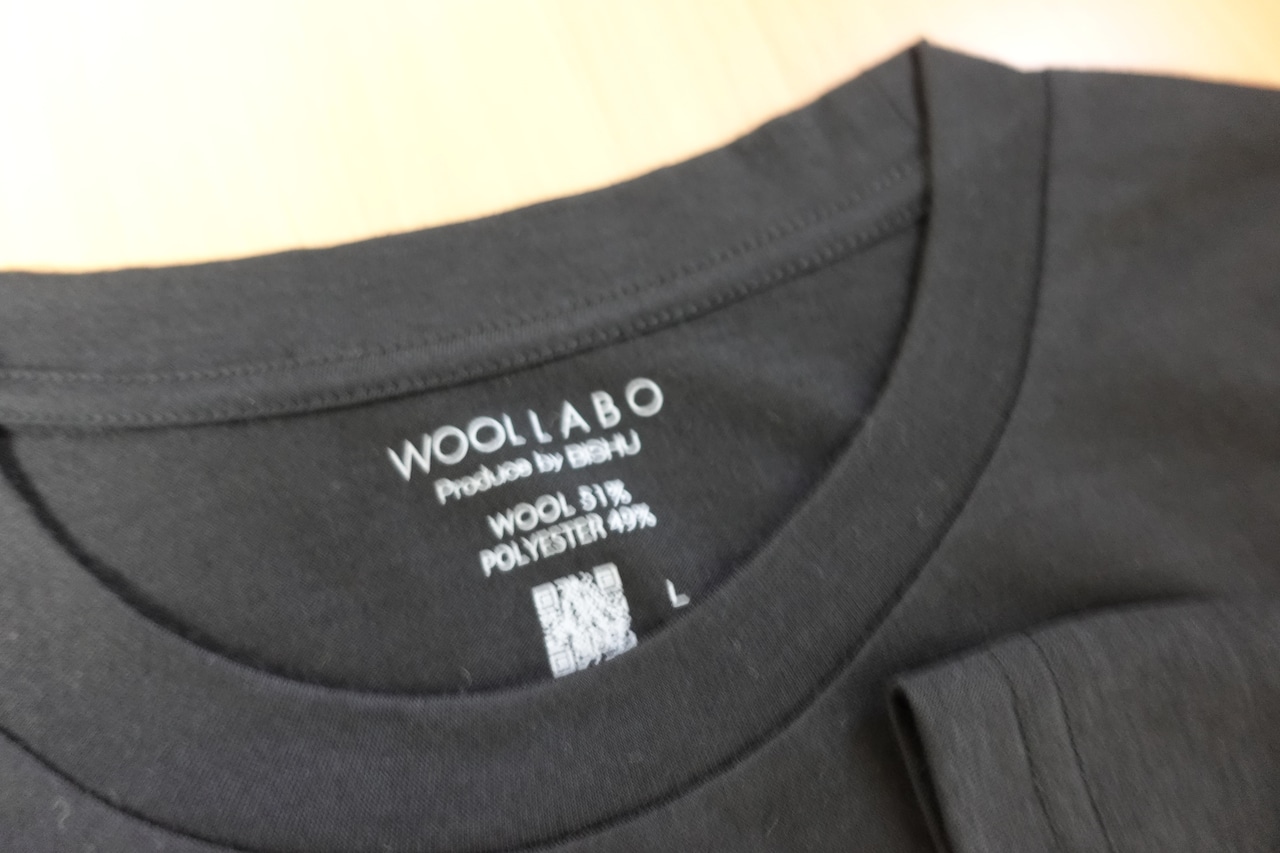 WOOLLABO
Produce by BISHU
WOOL 51%
POLYESTER 49%
L